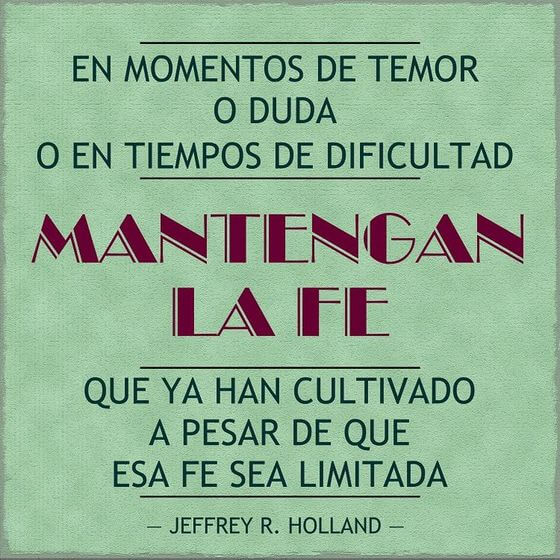 EN MOMENTOS DE TEMOR
O DUDA
O EN TIEMPOS DE DIFICULTAD
MANTENGAN
LA FE
QUE YA HAN CULTIVADO
A PESAR DE QUE
ESA FE SEA LIMITADA
— JEFFREY R. HOLLAND —